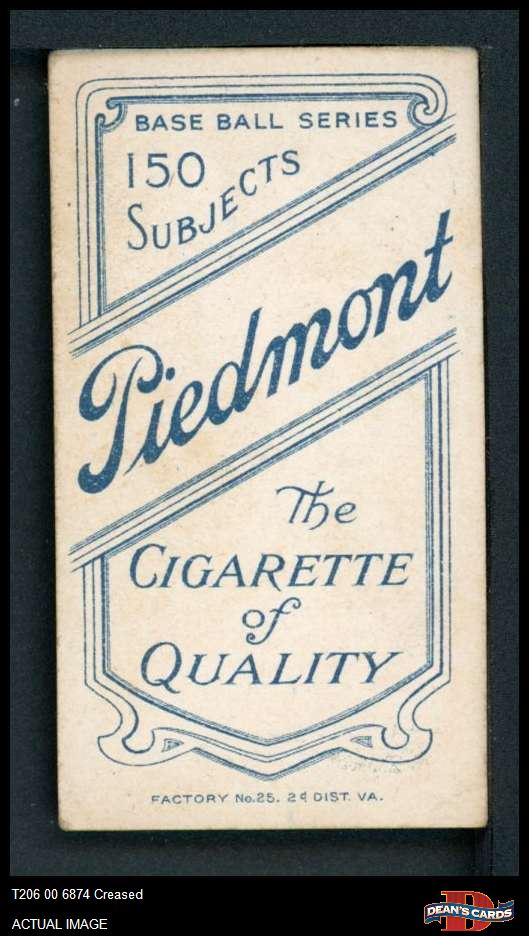 BASE BALL SERIES
150
SUBJECTS
Piedmont
The
CIGARETTE
of
QUALITY
FACTORY No.25. 2d DIST. VA.
T206 00 6874 Creased
ACTUAL IMAGE
D
DEAN'S CARDS